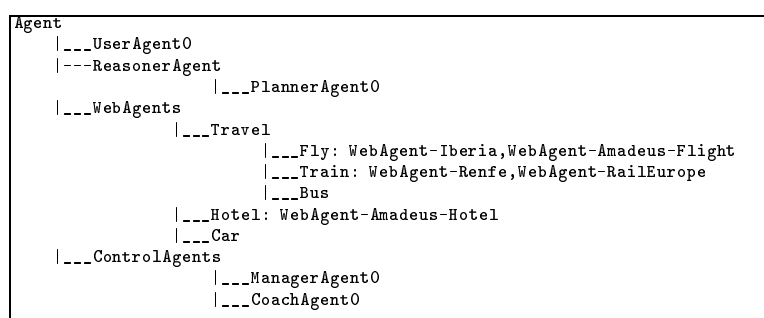 Agent
|___UserAgent0
|---ReasonerAgent
|___PlannerAgent0
|___WebAgents
|___Travel
|___Fly: WebAgent-Iberia,WebAgent-Amadeus-Flight
|___Train: WebAgent-Renfe,WebAgent-RailEurope
|___Bus
|___Hotel: WebAgent-Amadeus-Hotel
|___Car
|___ControlAgents
|___ManagerAgent0
|___CoachAgent0